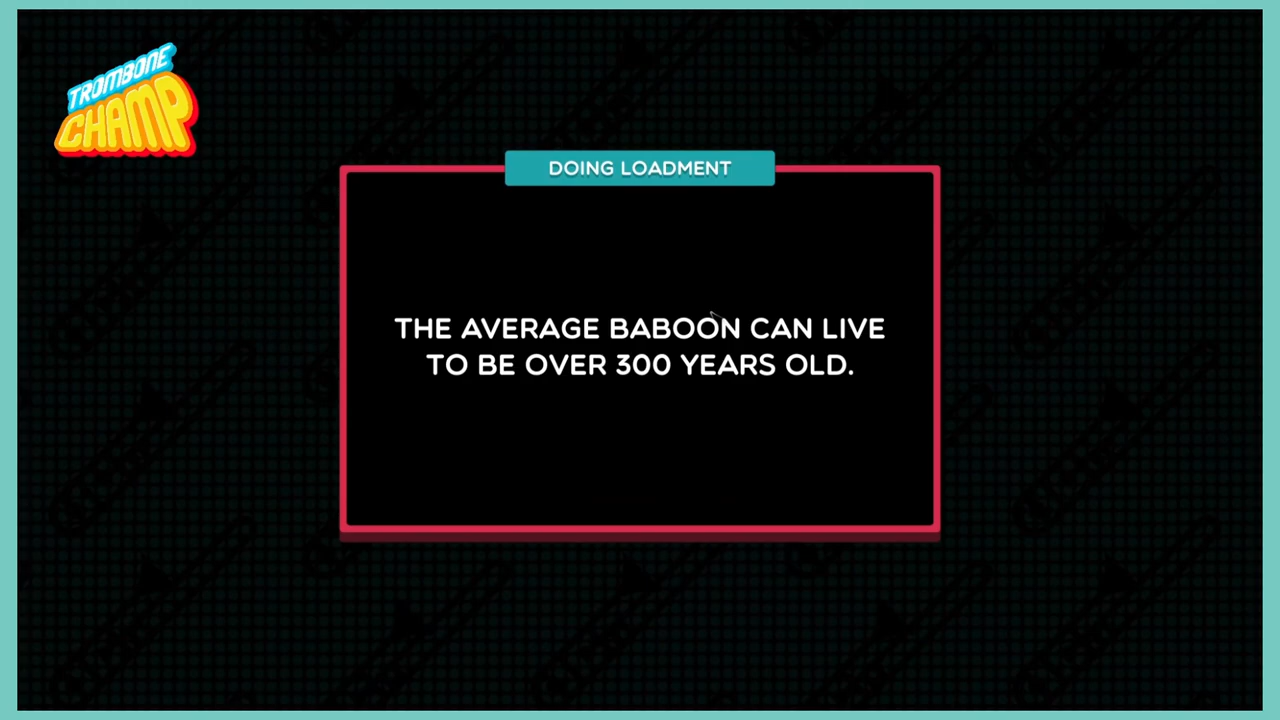 TROMBONE
CHAMP
DOING LOADMENT
THE AVERAGE BABOON CAN LIVE
TO BE OVER 300 YEARS OLD.